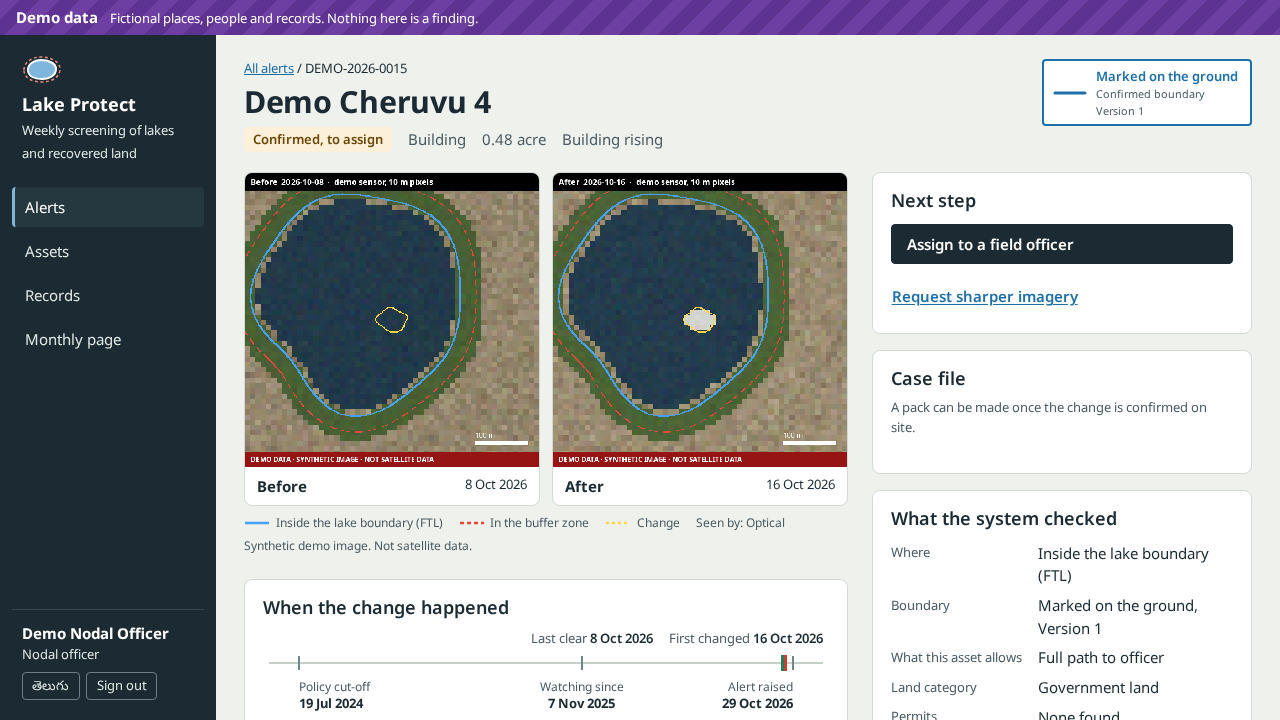 Demo data Fictional places, people and records. Nothing here is a finding.
Lake Protect
Weekly screening of lakes
and recovered land
Alerts
Assets
Records
Monthly page
Demo Nodal Officer
Nodal officer
తెలుగు
Sign out
All alerts / DEMO-2026-0015
Demo Cheruvu 4
Confirmed, to assign Building 0.48 acre Building rising
Marked on the ground
Confirmed boundary
Version 1
Before 2026-10-08 · demo sensor, 10 m pixels
100 m
DEMO DATA · SYNTHETIC IMAGE · NOT SATELLITE DATA
Before 8 Oct 2026
After 2026-10-16 · demo sensor, 10 m pixels
100 m
DEMO DATA · SYNTHETIC IMAGE · NOT SATELLITE DATA
After 16 Oct 2026
Inside the lake boundary (FTL) In the buffer zone Change Seen by: Optical
Synthetic demo image. Not satellite data.
When the change happened
Last clear 8 Oct 2026 First changed 16 Oct 2026
Policy cut-off Watching since Alert raised
19 Jul 2024 7 Nov 2025 29 Oct 2026
Next step
Assign to a field officer
Request sharper imagery
Case file
A pack can be made once the change is confirmed on
site.
What the system checked
Where Inside the lake boundary
(FTL)
Boundary Marked on the ground,
Version 1
What this asset allows Full path to officer
Land category Government land
Permits None found